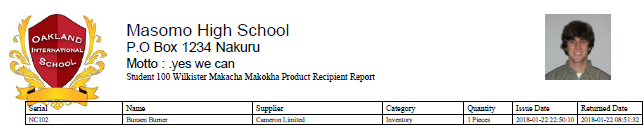 OAKLAND
INTERNATIONAL
SCHOOL
Masomo High School
P.O Box 1234 Nakuru
Motto : .yes we can
Student 100 Wilkister Makacha Makokha Product Recipient Report
Serial Name Supplier Category Quantity Issue Date Returned Date
NC102 Bunsen Burner Cameron Limited Inventory 1 Pieces 2018-01-22 22:50:10 2018-01-22 08:51:32